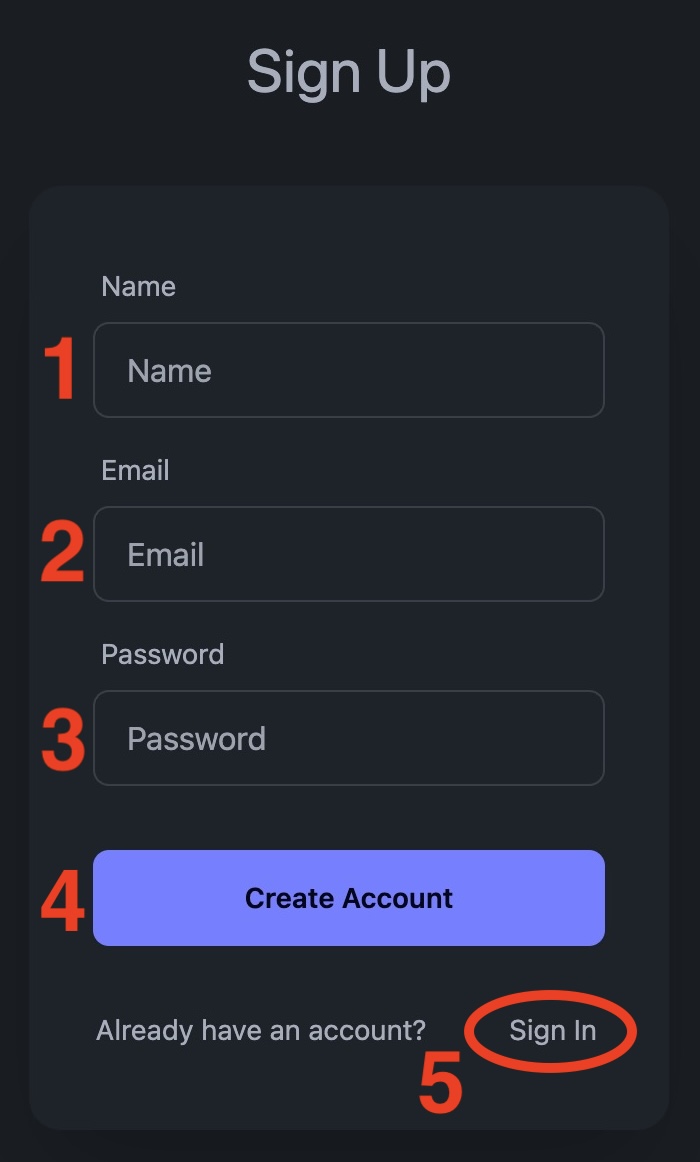 Sign Up
Name
1 Name
Email
2 Email
Password
3 Password
4 Create Account
Already have an account? Sign In
5